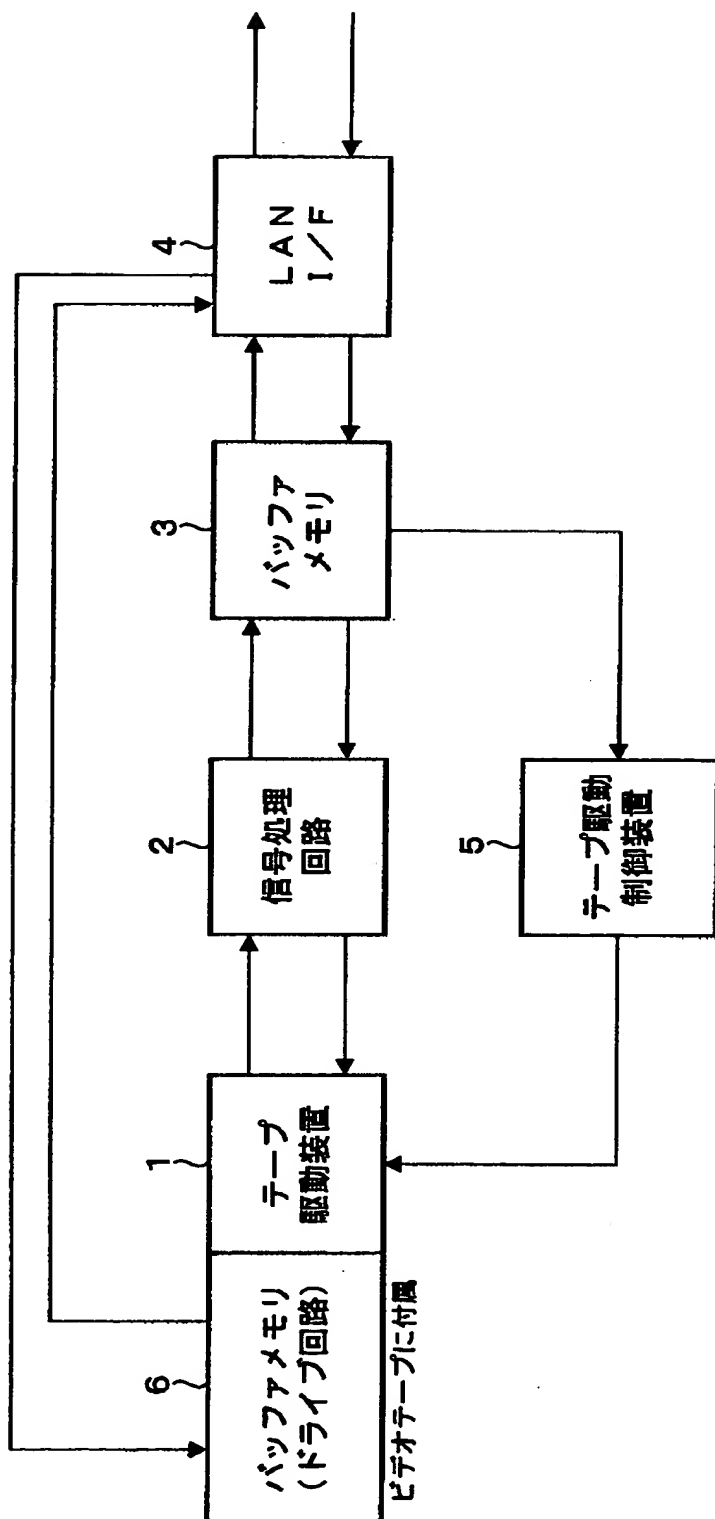 6
バッファメモリ
(ドライブ回路)
ビデオテープに付属
1
テープ
駆動装置
2
信号処理
回路
3
バッファ
メモリ
4
LAN
I/F
5
テープ駆動
制御装置